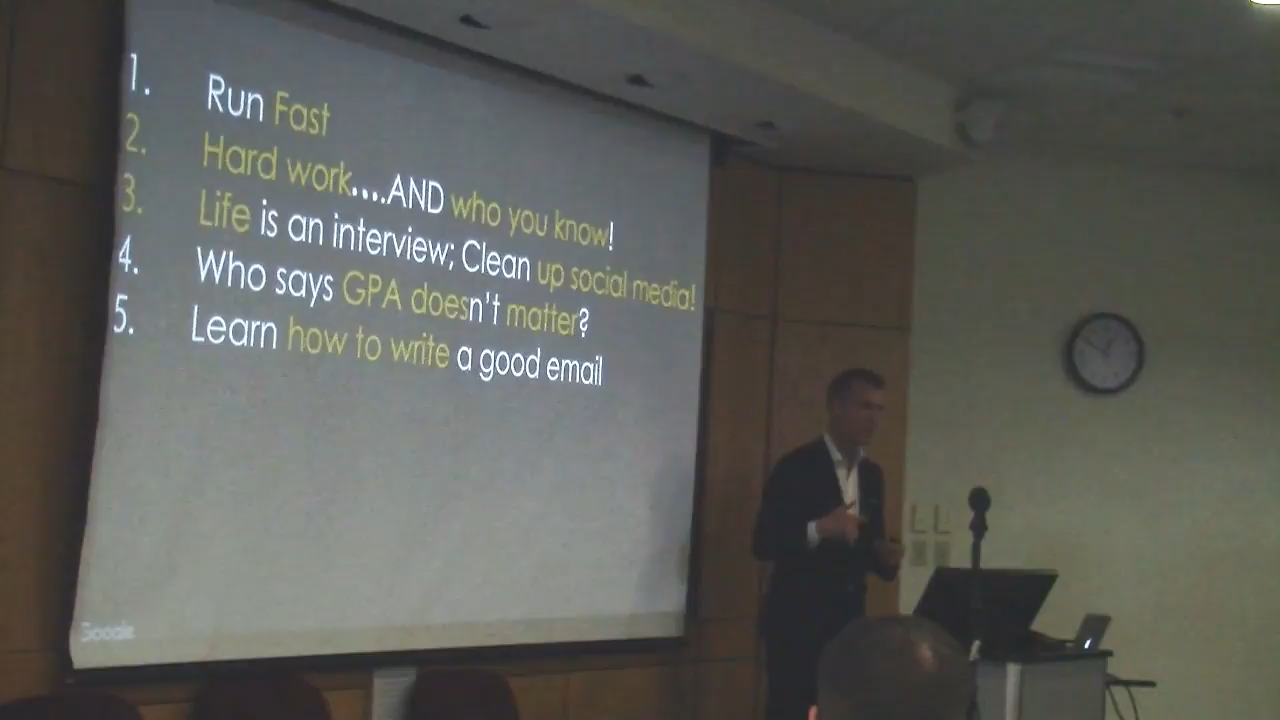 1. Run Fast
2. Hard work....AND who you know!
3. Life is an interview; Clean up social media!
4. Who says GPA doesn't matter?
5. Learn how to write a good email
Google